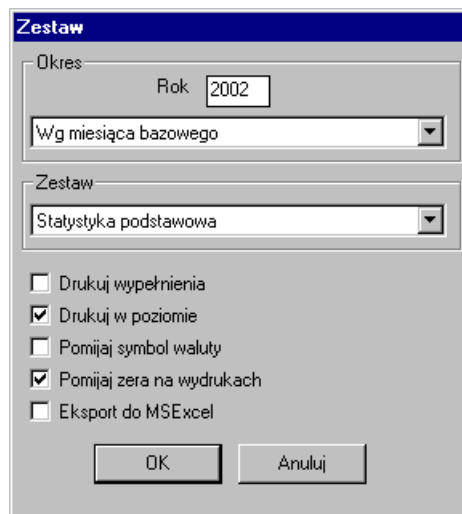 Zestaw
Okres
Rok 2002
Wg miesiąca bazowego
Zestaw
Statystyka podstawowa
Drukuj wypełnienia
Drukuj w poziomie
Pomijaj symbol waluty
Pomijaj zera na wydrukach
Eksport do MSExcel
OK Anuluj